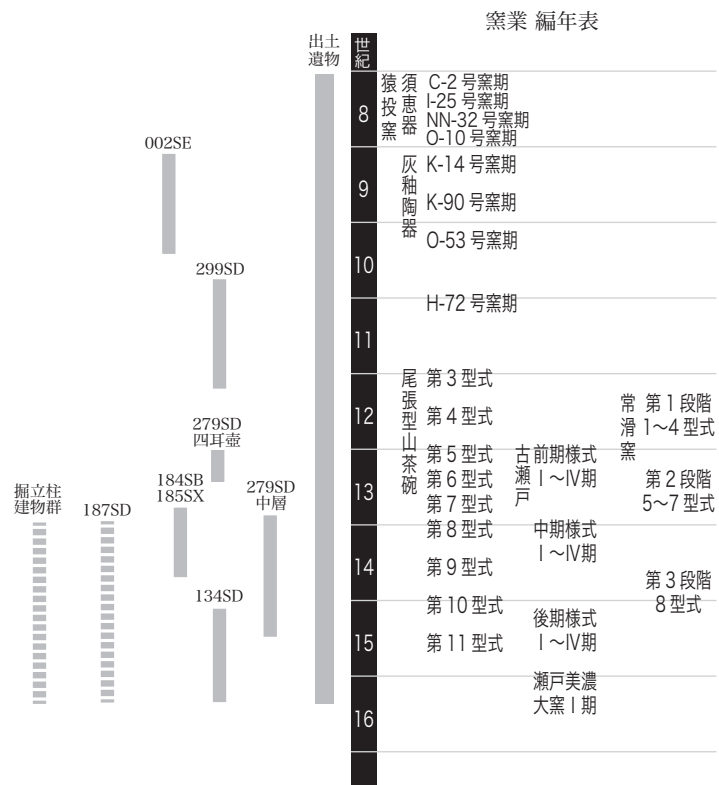 窯業 編年表
出土
遺物
世紀
8
9
10
11
12
13
14
15
16
002SE
299SD
279SD
四耳壺
184SB
185SX
279SD
中層
掘立柱
建物群
187SD
134SD
猿投窯
須恵器
C-2 号窯期
I-25 号窯期
NN-32 号窯期
O-10 号窯期
灰釉陶器
K-14 号窯期
K-90 号窯期
O-53 号窯期
H-72 号窯期
尾張型山茶碗
第 3 型式
第 4 型式
第 5 型式
第 6 型式
第 7 型式
第 8 型式
第 9 型式
第 10 型式
第 11 型式
古瀬戸
前期様式
Ⅰ～Ⅳ期
中期様式
Ⅰ～Ⅳ期
後期様式
Ⅰ～Ⅳ期
瀬戸美濃
大窯Ⅰ期
常滑窯
第 1 段階
1～4 型式
第 2 段階
5～7 型式
第 3 段階
8 型式